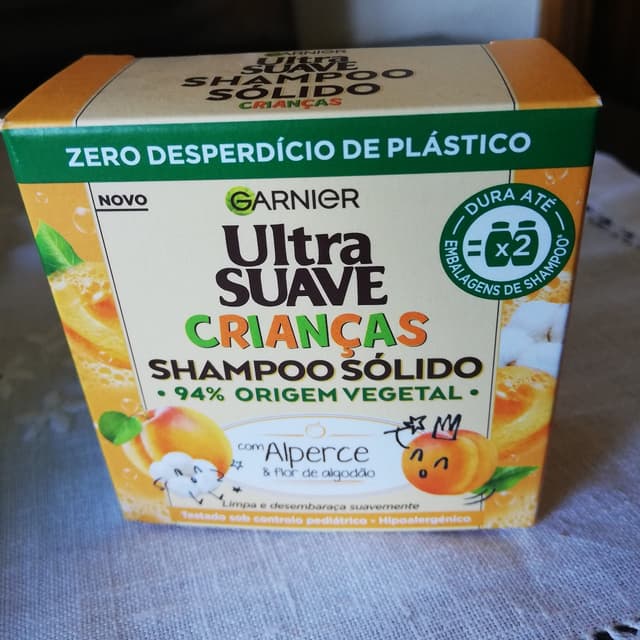 GARNIER
Ultra
SUAVE
SHAMPOO
SÓLIDO
CRIANÇAS
ZERO DESPERDÍCIO DE PLÁSTICO
NOVO
GARNIER
DURA ATÉ
= x2
EMBALAGENS DE SHAMPOO*
Ultra
SUAVE
CRIANÇAS
SHAMPOO SÓLIDO
• 94% ORIGEM VEGETAL •
com Alperce
& flor de algodão
Limpa e desembaraça suavemente
Testado sob controlo pediátrico - Hipoalergénico